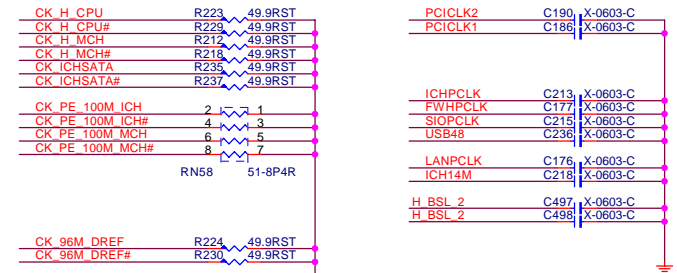 CK_H_CPU R223 49.9RST
CK_H_CPU# R229 49.9RST
CK_H_MCH R212 49.9RST
CK_H_MCH# R218 49.9RST
CK_ICHSATA R235 49.9RST
CK_ICHSATA# R237 49.9RST
CK_PE_100M_ICH 2 1
CK_PE_100M_ICH# 4 3
CK_PE_100M_MCH 6 5
CK_PE_100M_MCH# 8 7
RN58 51-8P4R
CK_96M_DREF R224 49.9RST
CK_96M_DREF# R230 49.9RST
PCICLK2 C190 X-0603-C
PCICLK1 C186 X-0603-C
ICHPCLK C213 X-0603-C
FWHPCLK C177 X-0603-C
SIOPCLK C215 X-0603-C
USB48 C236 X-0603-C
LANPCLK C176 X-0603-C
ICH14M C218 X-0603-C
H_BSL_2 C497 X-0603-C
H_BSL_2 C498 X-0603-C